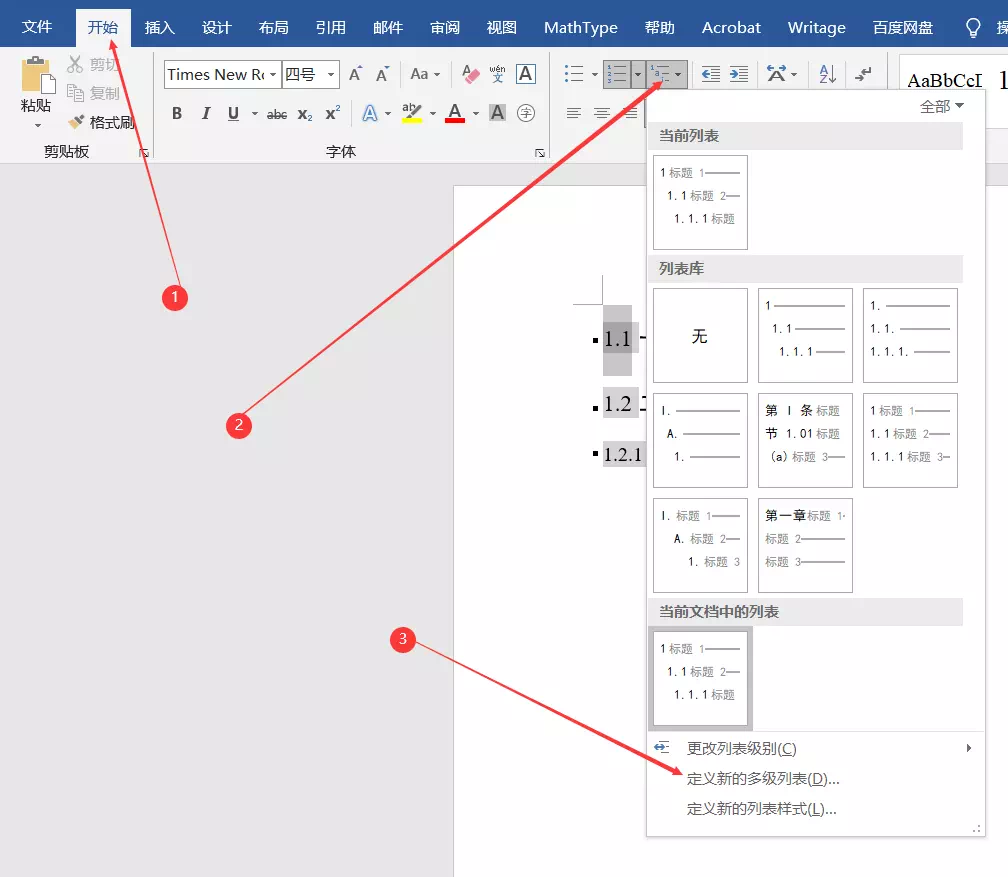 文件 开始 插入 设计 布局 引用 邮件 审阅 视图 MathType 帮助 Acrobat Writage 百度网盘
粘贴
剪切
复制
格式刷
剪贴板
Times New 四号 Aa wén 文 A
B I U abc x₂ x² A ab A A 字
字体
AaBbCcI
全部
当前列表
1 标题 1
1.1 标题 2
1.1.1 标题
列表库
无
1
1.1
1.1.1
1.
1.1.
1.1.1.
I.
A.
1.
第 I 条 标题
节 1.01 标题
(a) 标题 3
1 标题 1
1.1 标题 2
1.1.1 标题 3
I. 标题 1
A. 标题 2
1. 标题 3
第一章 标题 1
标题 2
标题 3
当前文档中的列表
1 标题 1
1.1 标题 2
1.1.1 标题
更改列表级别(C)
定义新的多级列表(D)...
定义新的列表样式(L)...
1.1
1.2
1.2.1
1
2
3